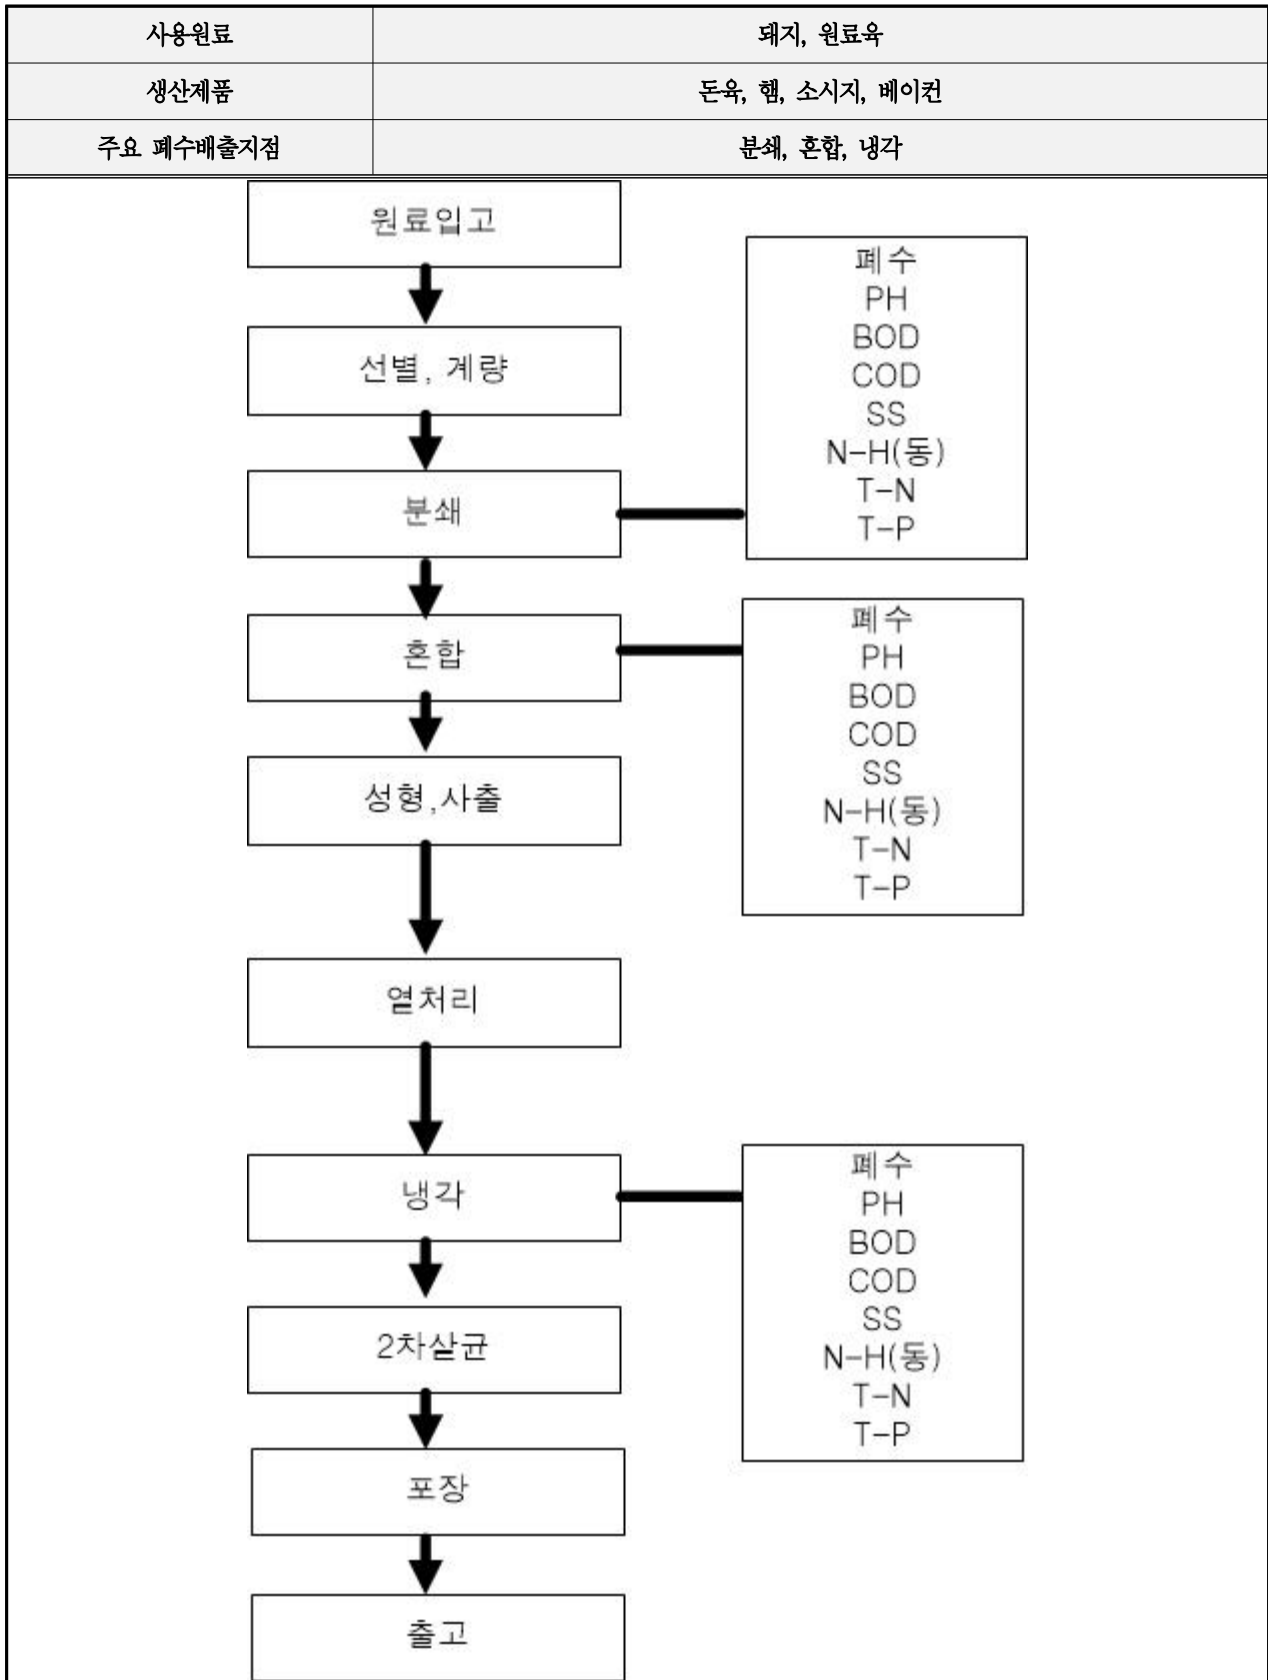 사용원료 돼지, 원료육
생산제품 돈육, 햄, 소시지, 베이컨
주요 폐수배출지점 분쇄, 혼합, 냉각
원료입고
선별, 계량
분쇄
폐수
PH
BOD
COD
SS
N-H(동)
T-N
T-P
혼합
폐수
PH
BOD
COD
SS
N-H(동)
T-N
T-P
성형,사출
열처리
냉각
폐수
PH
BOD
COD
SS
N-H(동)
T-N
T-P
2차살균
포장
출고